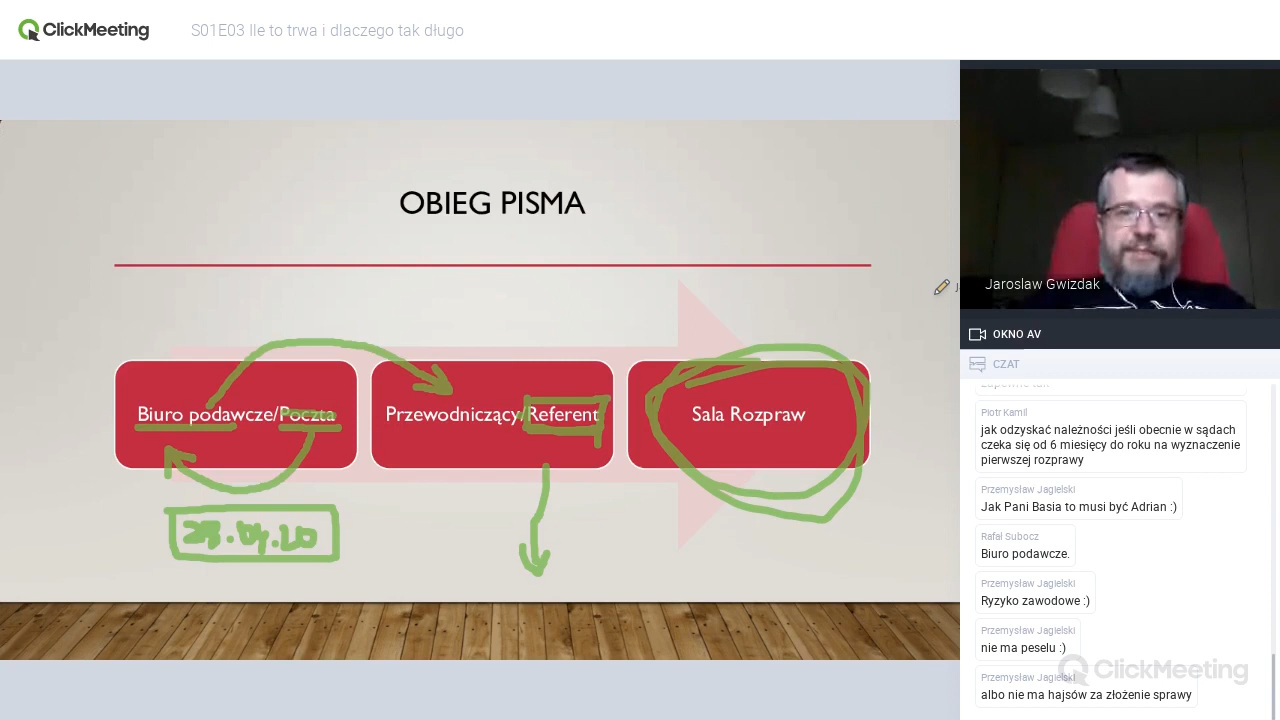 ClickMeeting
S01E03 Ile to trwa i dlaczego tak długo
OBIEG PISMA
Biuro podawcze/Poczta
Przewodniczący/Referent
Sala Rozpraw
23.04.20
Jaroslaw Gwizdak
OKNO AV
CZAT
Piotr Kamil
jak odzyskać należności jeśli obecnie w sądach
czeka się od 6 miesięcy do roku na wyznaczenie
pierwszej rozprawy
Przemysław Jagielski
Jak Pani Basia to musi być Adrian :)
Rafał Subocz
Biuro podawcze.
Przemysław Jagielski
Ryzyko zawodowe :)
Przemysław Jagielski
nie ma peselu :)
ClickMeeting
Przemysław Jagielski
albo nie ma hajsów za złożenie sprawy